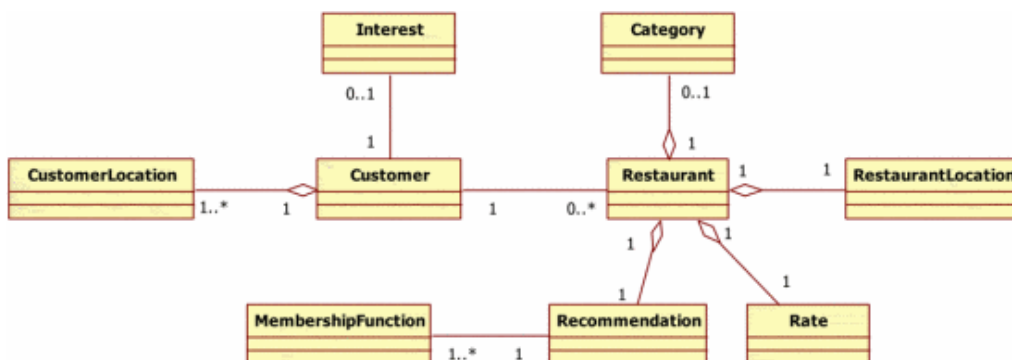 Interest
Category
0..1
0..1
1
1
CustomerLocation
Customer
Restaurant
RestaurantLocation
1..*
1
1
0..*
1
1
1
1
1
1
MembershipFunction
Recommendation
Rate
1..*
1